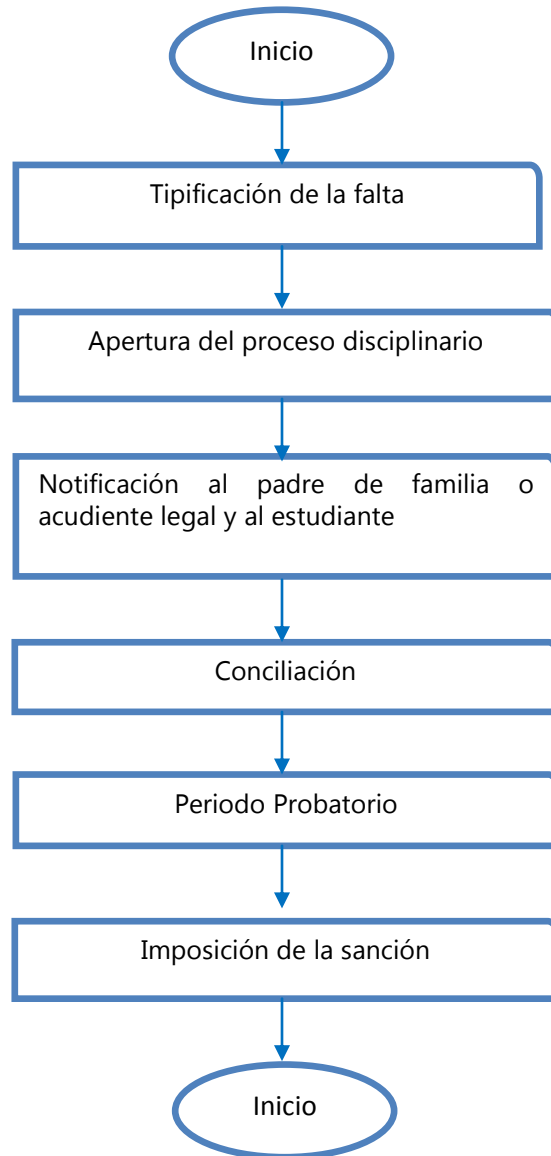 Inicio
Tipificación de la falta
Apertura del proceso disciplinario
Notificación al padre de familia o
acudiente legal y al estudiante
Conciliación
Periodo Probatorio
Imposición de la sanción
Inicio